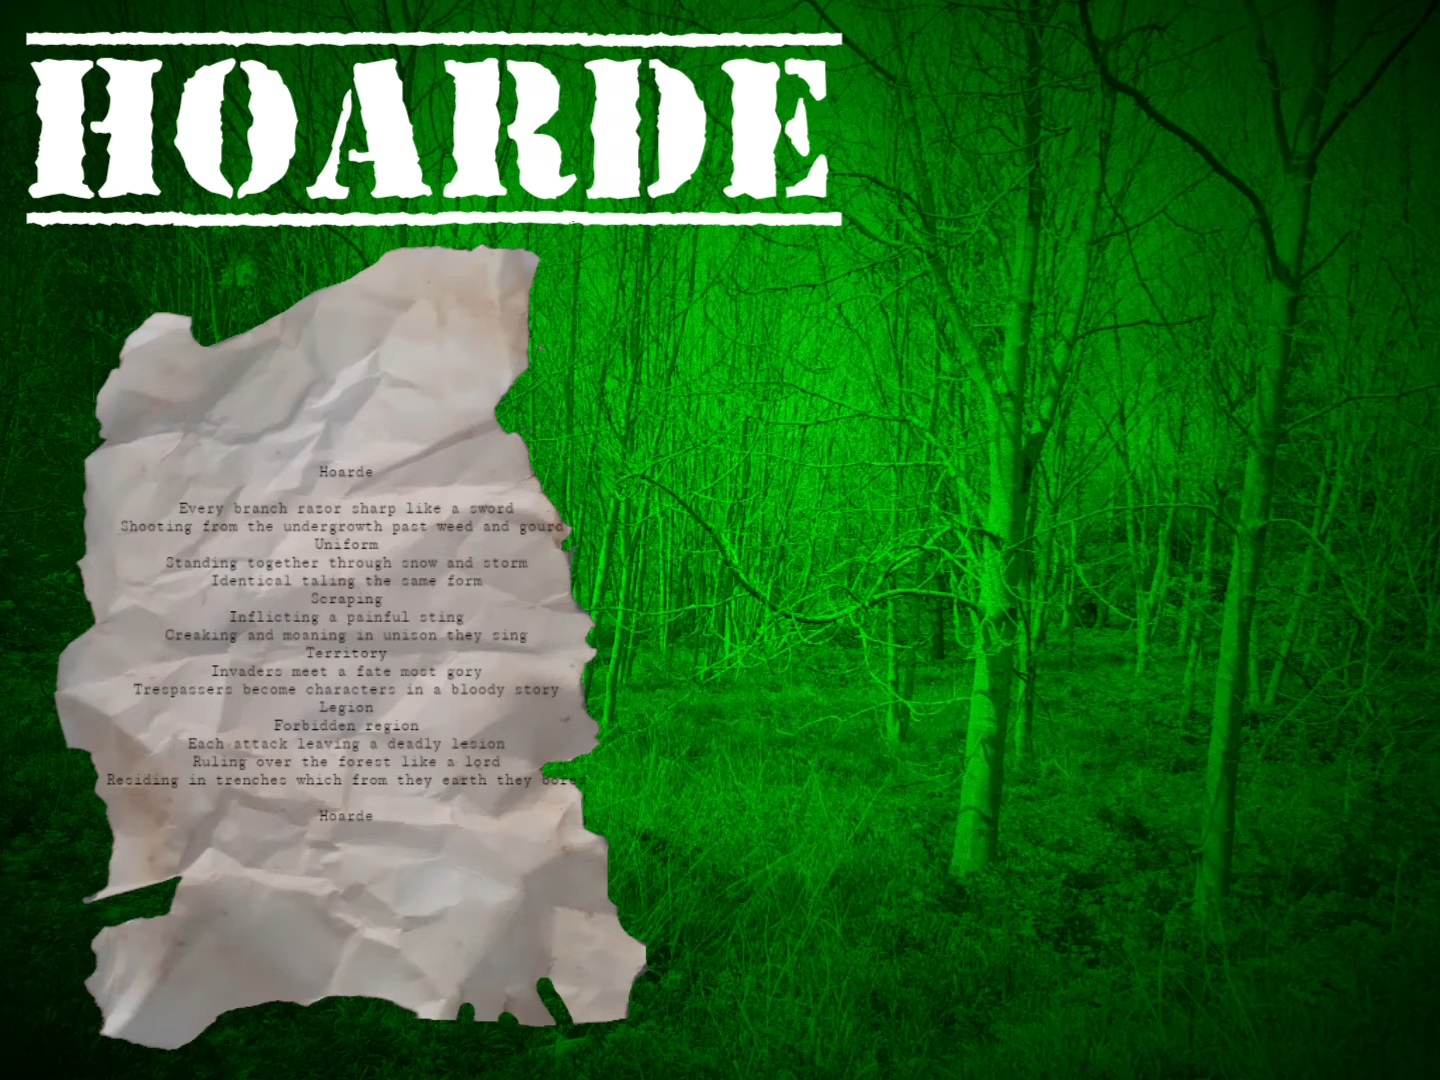 HOARDE
Hoarde
Every branch razor sharp like a sword
Shooting from the undergrowth past weed and gourd
Uniform
Standing together through snow and storm
Identical taling the same form
Scraping
Inflicting a painful sting
Creaking and moaning in unison they sing
Territory
Invaders meet a fate most gory
Trespassers become characters in a bloody story
Legion
Forbidden region
Each attack leaving a deadly lesion
Ruling over the forest like a lord
Residing in trenches which from they earth they bored
Hoarde